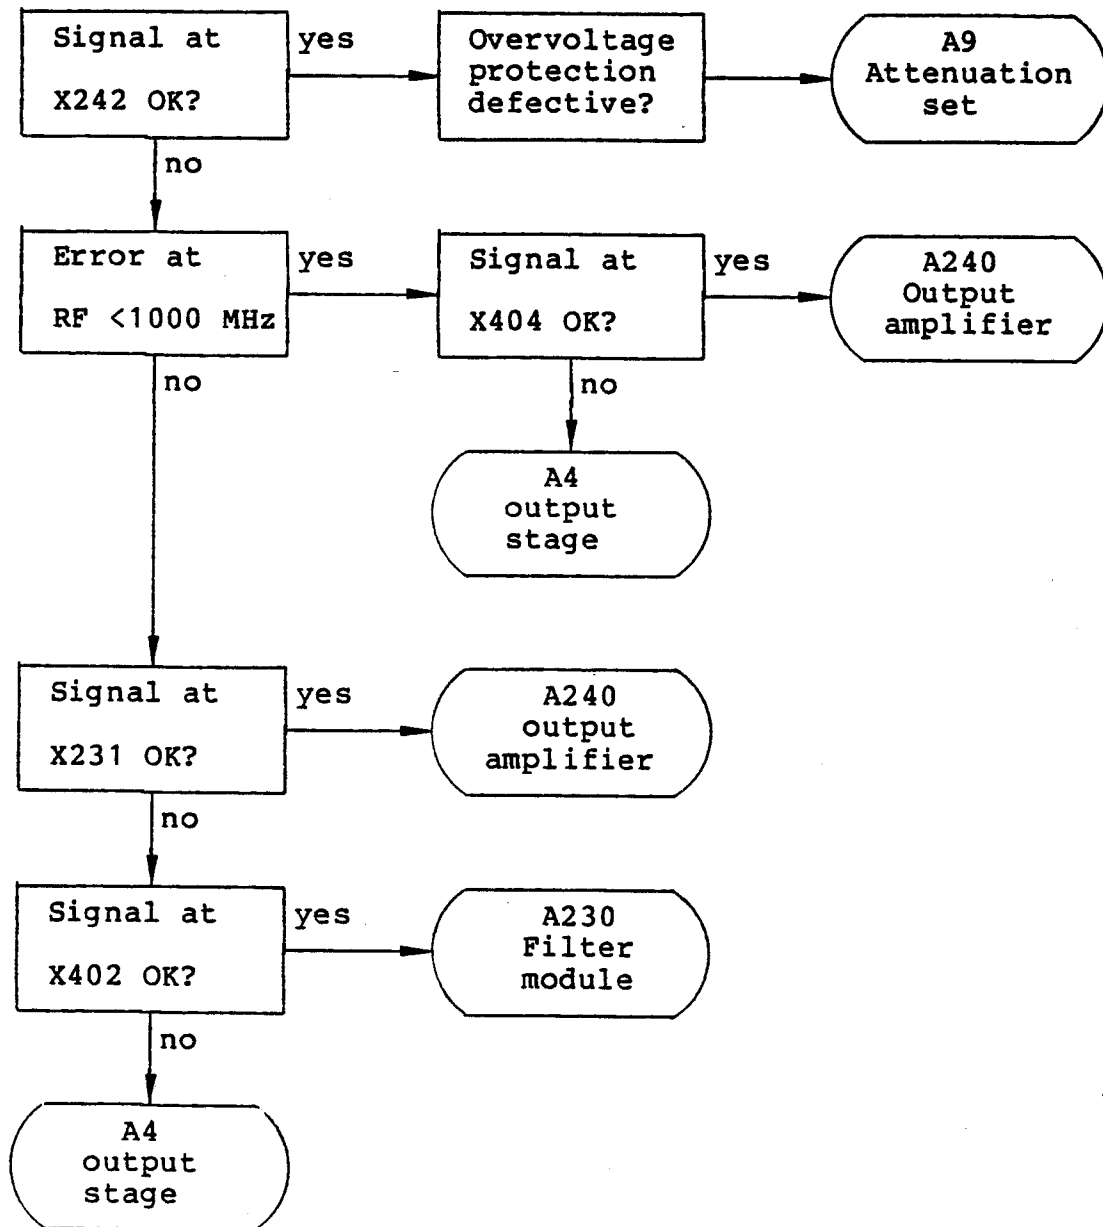 Signal at
X242 OK?
yes
Overvoltage
protection
defective?
A9
Attenuation
set
no
Error at
RF <1000 MHz
yes
Signal at
X404 OK?
yes
A240
Output
amplifier
no
no
A4
output
stage
Signal at
X231 OK?
yes
A240
output
amplifier
no
Signal at
X402 OK?
yes
A230
Filter
module
no
A4
output
stage